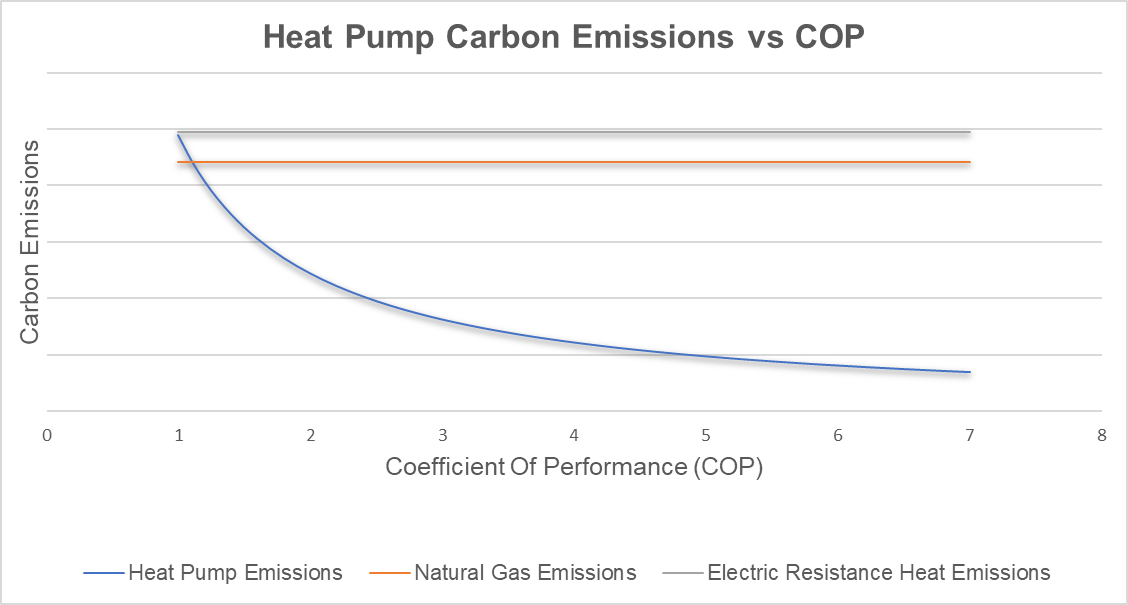 Heat Pump Carbon Emissions vs COP
Carbon Emissions
0 1 2 3 4 5 6 7 8
Coefficient Of Performance (COP)
Heat Pump Emissions Natural Gas Emissions Electric Resistance Heat Emissions